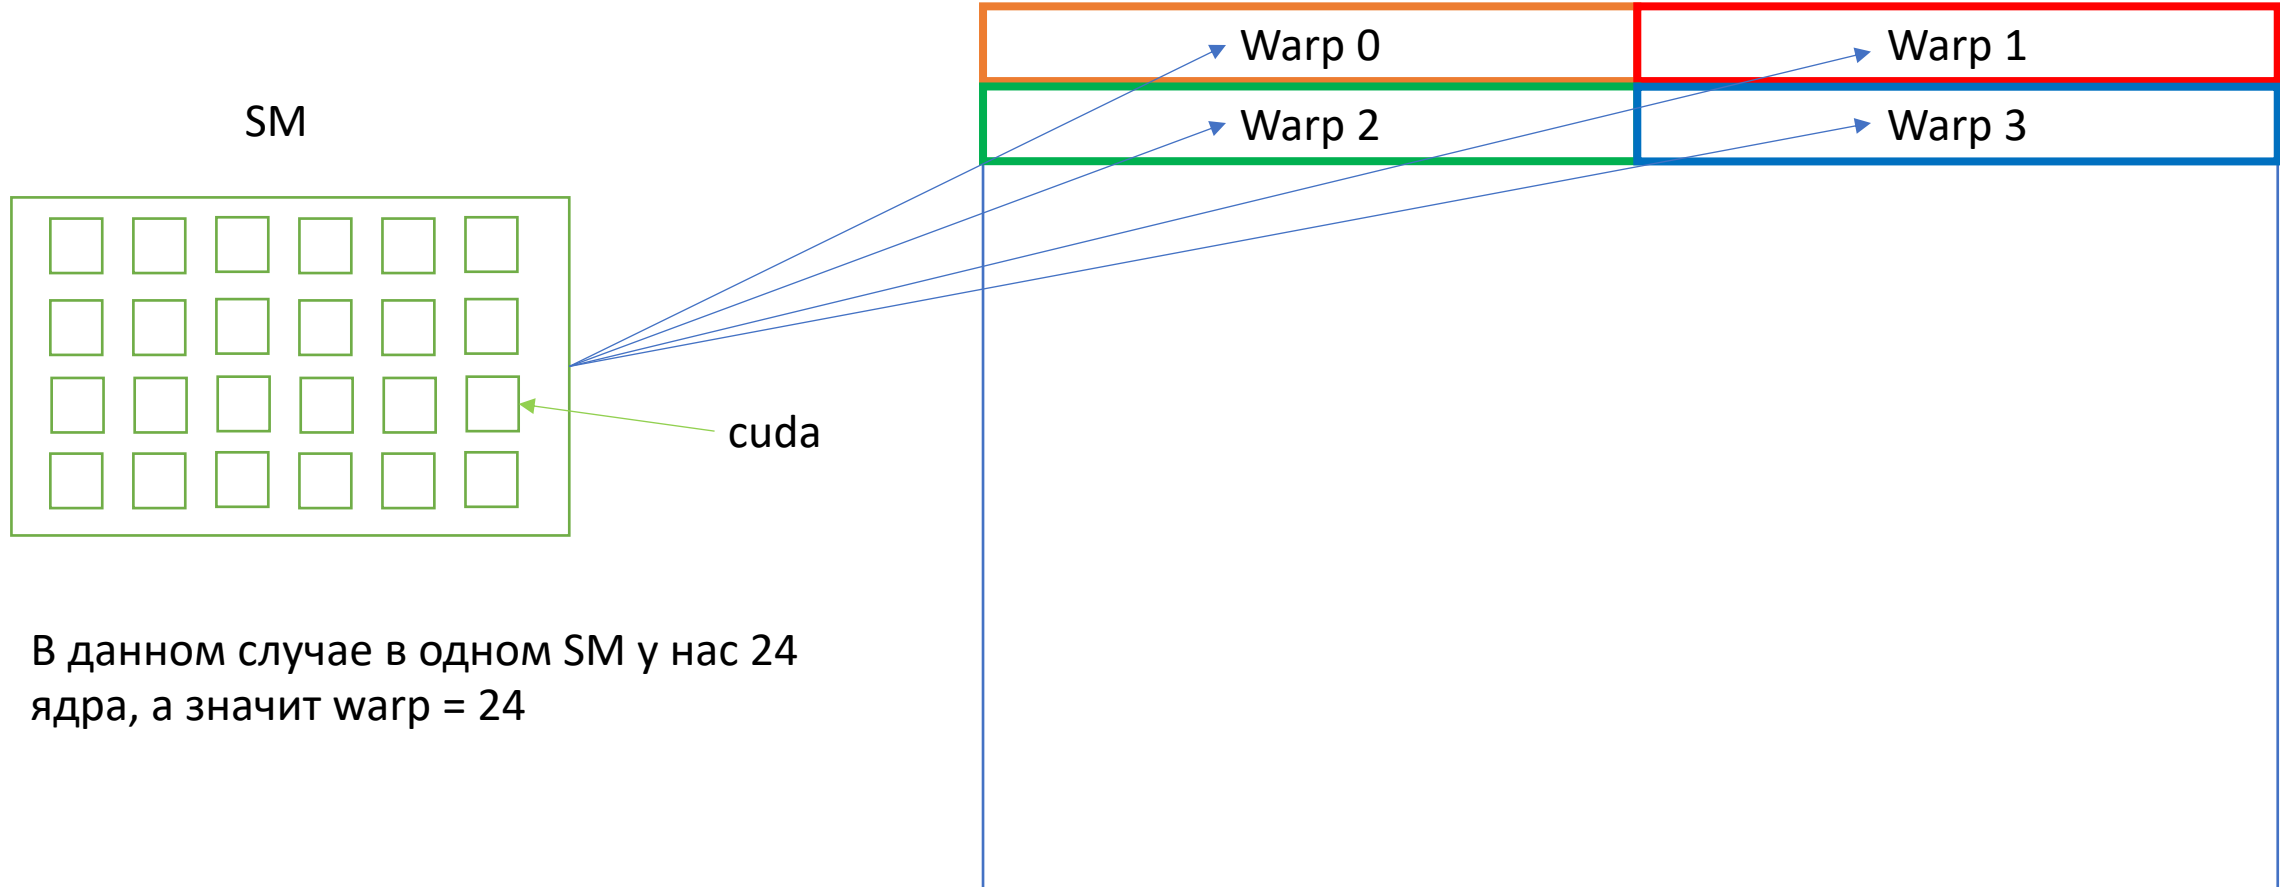 Warp 0
Warp 1
SM
Warp 2
Warp 3
cuda
В данном случае в одном SM у нас 24
ядра, а значит warp = 24